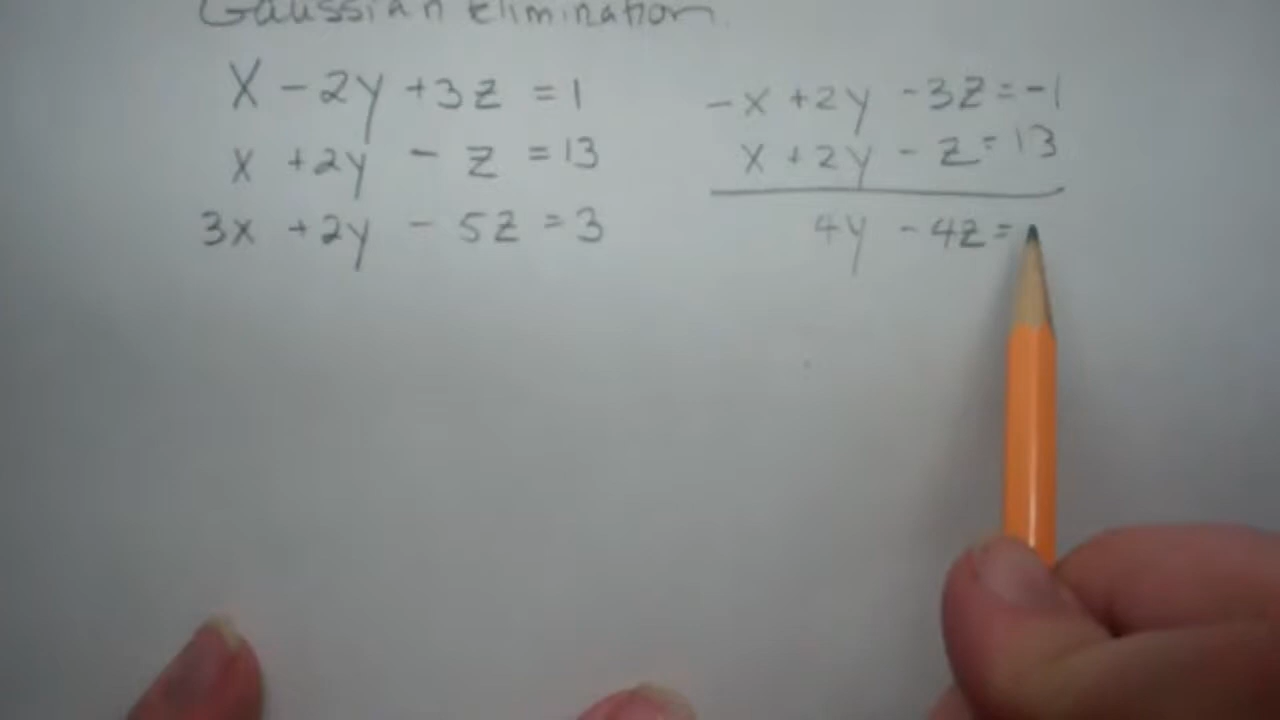 Gaussian elimination
X - 2y + 3z = 1
x + 2y - z = 13
3x + 2y - 5z = 3
-x + 2y - 3z = -1
x + 2y - z = 13
4y - 4z =